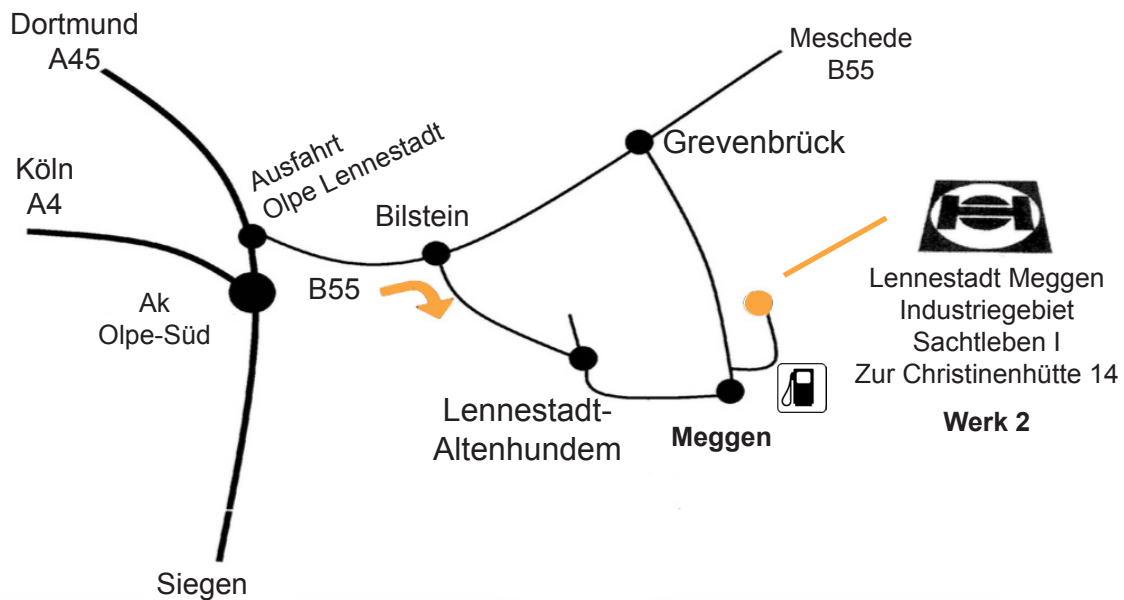 Dortmund
A45
Meschede
B55
Ausfahrt
Olpe Lennestadt
Grevenbrück
Köln
A4
Bilstein
B55
Ak
Olpe-Süd
Lennestadt Meggen
Industriegebiet
Sachtleben I
Zur Christinenhütte 14
Werk 2
Lennestadt-
Altenhundem
Meggen
Siegen